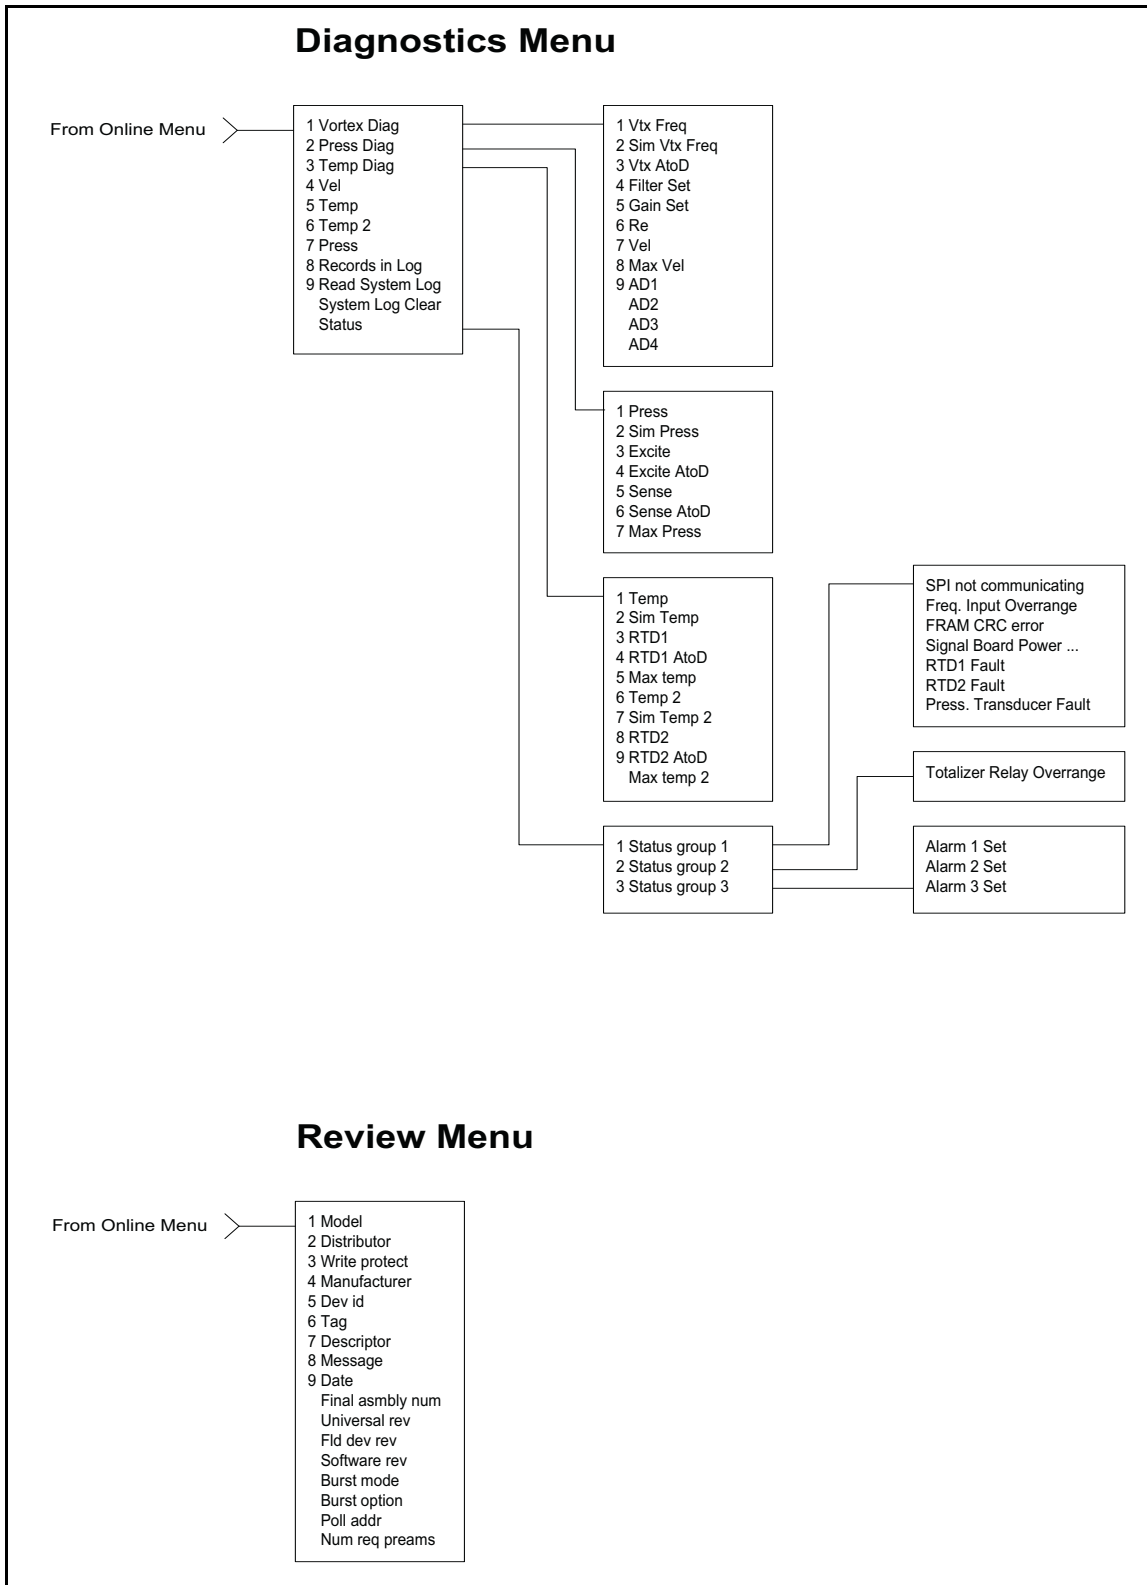 Diagnostics Menu
From Online Menu
1 Vortex Diag
2 Press Diag
3 Temp Diag
4 Vel
5 Temp
6 Temp 2
7 Press
8 Records in Log
9 Read System Log
System Log Clear
Status
1 Vtx Freq
2 Sim Vtx Freq
3 Vtx AtoD
4 Filter Set
5 Gain Set
6 Re
7 Vel
8 Max Vel
9 AD1
AD2
AD3
AD4
1 Press
2 Sim Press
3 Excite
4 Excite AtoD
5 Sense
6 Sense AtoD
7 Max Press
1 Temp
2 Sim Temp
3 RTD1
4 RTD1 AtoD
5 Max temp
6 Temp 2
7 Sim Temp 2
8 RTD2
9 RTD2 AtoD
Max temp 2
1 Status group 1
2 Status group 2
3 Status group 3
SPI not communicating
Freq. Input Overrange
FRAM CRC error
Signal Board Power ...
RTD1 Fault
RTD2 Fault
Press. Transducer Fault
Totalizer Relay Overrange
Alarm 1 Set
Alarm 2 Set
Alarm 3 Set
Review Menu
From Online Menu
1 Model
2 Distributor
3 Write protect
4 Manufacturer
5 Dev id
6 Tag
7 Descriptor
8 Message
9 Date
Final asmbly num
Universal rev
Fld dev rev
Software rev
Burst mode
Burst option
Poll addr
Num req preams